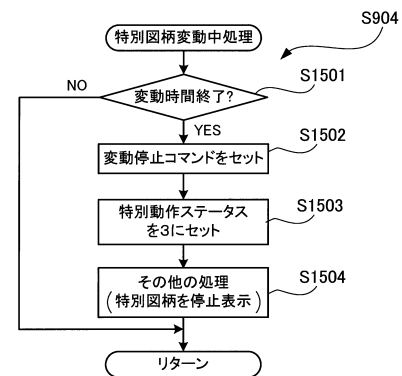 特別図柄変動中処理
S904
変動時間終了?
S1501
NO
YES
変動停止コマンドをセット
S1502
特別動作ステータス
を3にセット
S1503
その他の処理
(特別図柄を停止表示)
S1504
リターン